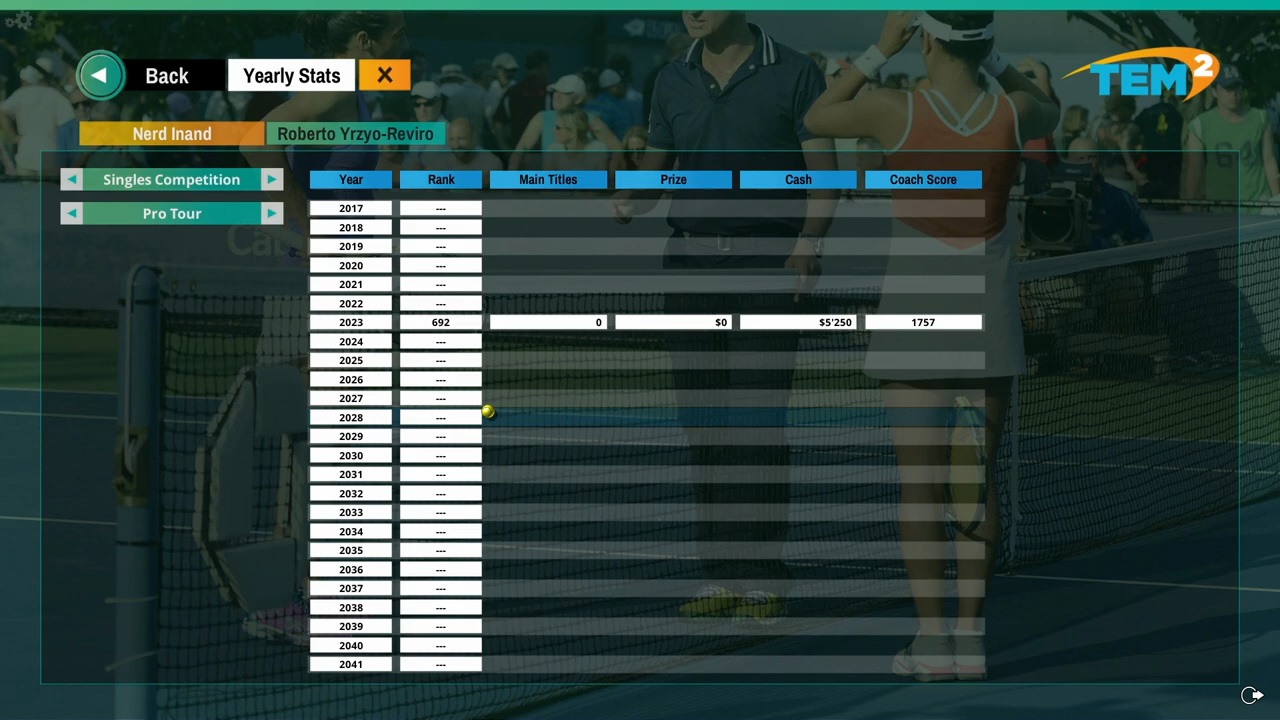 Back
Yearly Stats
TEM2
Nerd Inand
Roberto Yrzyo-Reviro
Singles Competition
Pro Tour
Year Rank Main Titles Prize Cash Coach Score
2017 ---
2018 ---
2019 ---
2020 ---
2021 ---
2022 ---
2023 692 0 $0 $5'250 1757
2024 ---
2025 ---
2026 ---
2027 ---
2028 ---
2029 ---
2030 ---
2031 ---
2032 ---
2033 ---
2034 ---
2035 ---
2036 ---
2037 ---
2038 ---
2039 ---
2040 ---
2041 ---